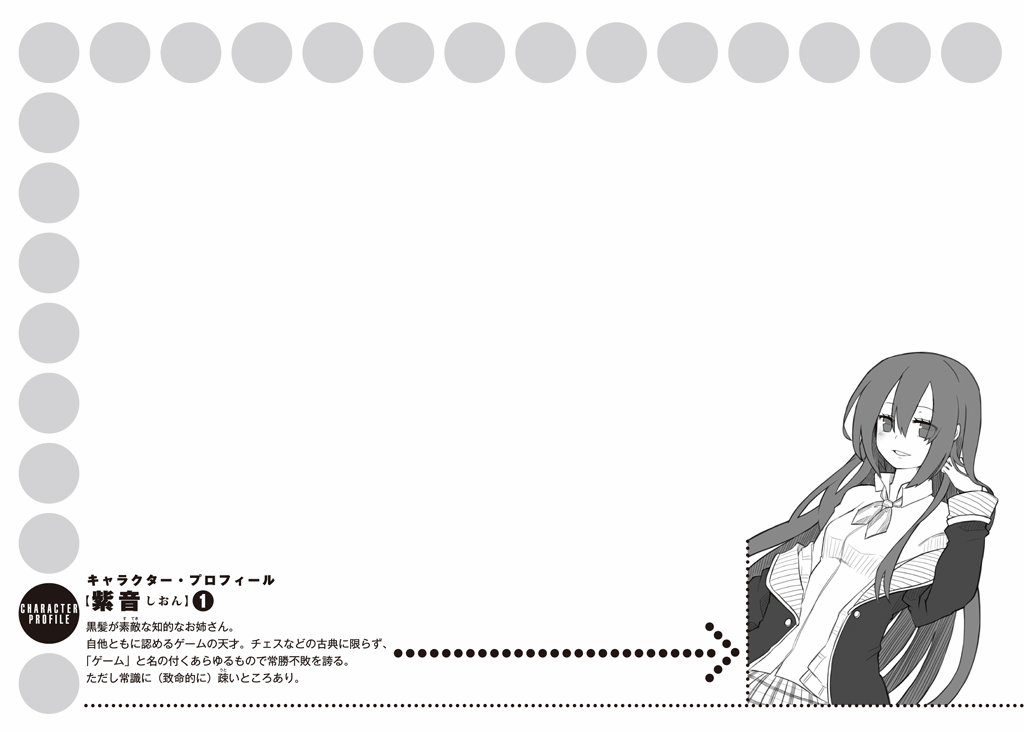 キャラクター・プロフィール
【紫音 しおん】❶
CHARACTER
PROFILE
黒髪が素敵な知的なお姉さん。
自他ともに認めるゲームの天才。チェスなどの古典に限らず、
「ゲーム」と名の付くあらゆるもので常勝不敗を誇る。
ただし常識に（致命的に）疎いところあり。